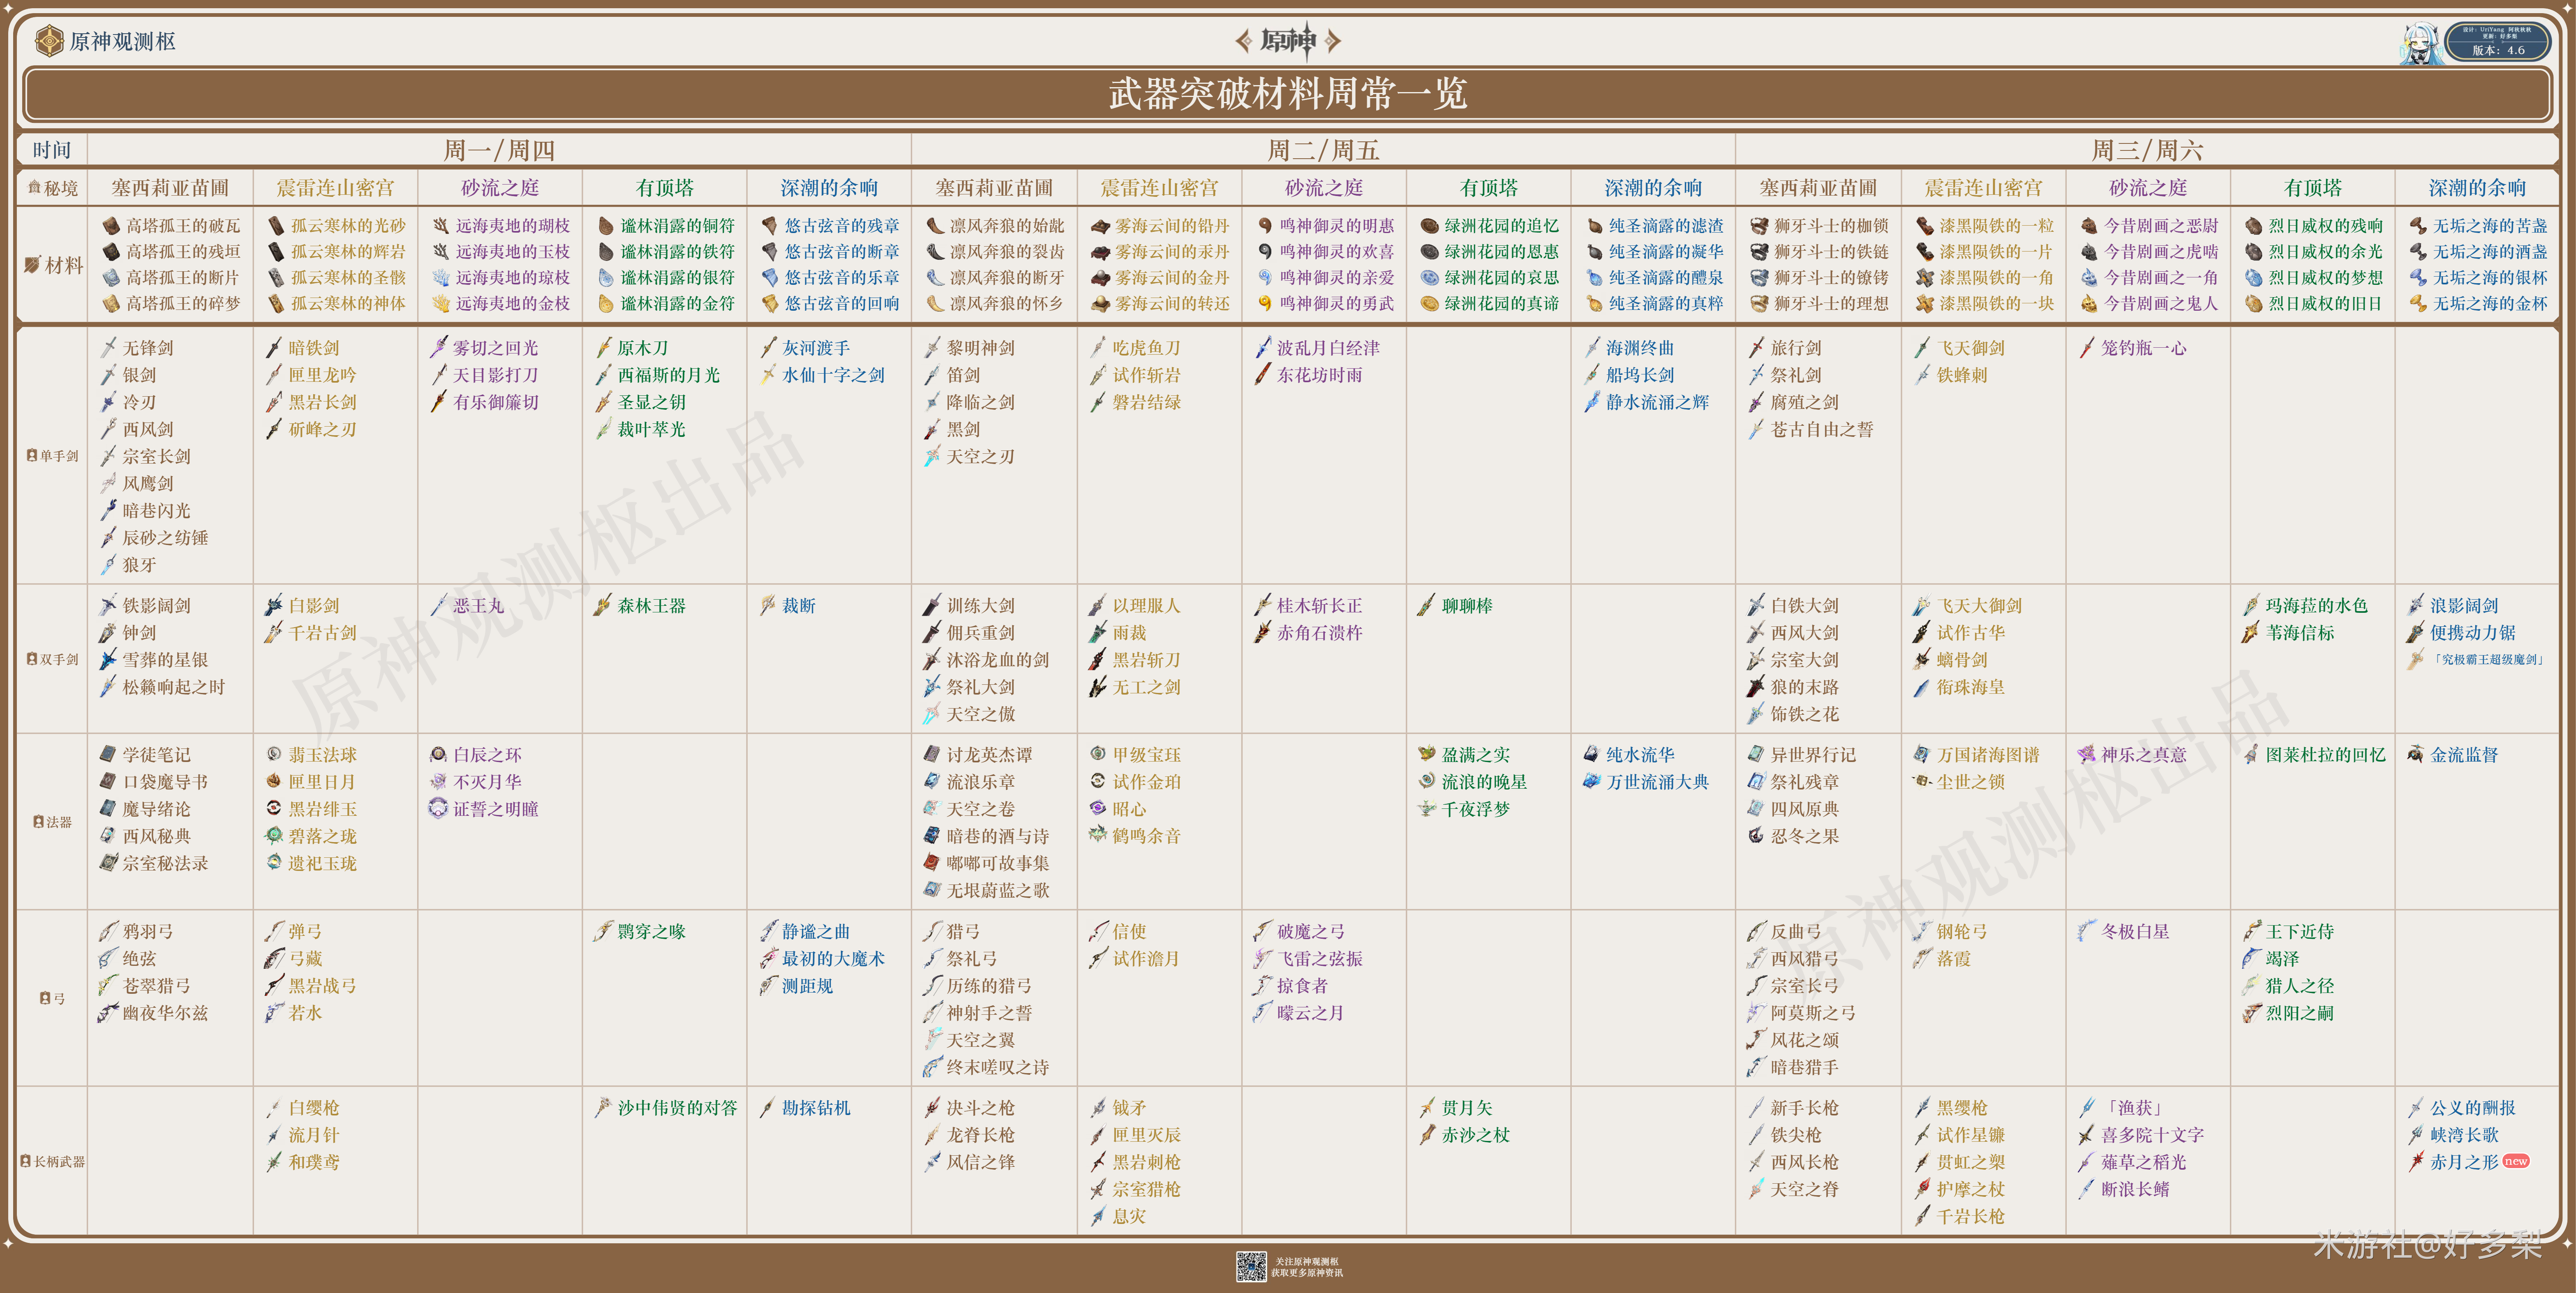 原神观测枢
原神
设计：UriYang 阿秋秋秋
更新：好多梨
版本：4.6
武器突破材料周常一览
时间
周一/周四
周二/周五
周三/周六
秘境
塞西莉亚苗圃
震雷连山密宫
砂流之庭
有顶塔
深潮的余响
塞西莉亚苗圃
震雷连山密宫
砂流之庭
有顶塔
深潮的余响
塞西莉亚苗圃
震雷连山密宫
砂流之庭
有顶塔
深潮的余响
材料
高塔孤王的破瓦
高塔孤王的残垣
高塔孤王的断片
高塔孤王的碎梦
孤云寒林的光砂
孤云寒林的辉岩
孤云寒林的圣骸
孤云寒林的神体
远海夷地的瑚枝
远海夷地的玉枝
远海夷地的琼枝
远海夷地的金枝
谧林涓露的铜符
谧林涓露的铁符
谧林涓露的银符
谧林涓露的金符
悠古弦音的残章
悠古弦音的断章
悠古弦音的乐章
悠古弦音的回响
凛风奔狼的始龀
凛风奔狼的裂齿
凛风奔狼的断牙
凛风奔狼的怀乡
雾海云间的铅丹
雾海云间的汞丹
雾海云间的金丹
雾海云间的转还
鸣神御灵的明惠
鸣神御灵的欢喜
鸣神御灵的亲爱
鸣神御灵的勇武
绿洲花园的追忆
绿洲花园的恩惠
绿洲花园的哀思
绿洲花园的真谛
纯圣滴露的滤渣
纯圣滴露的凝华
纯圣滴露的醴泉
纯圣滴露的真粹
狮牙斗士的枷锁
狮牙斗士的铁链
狮牙斗士的镣铐
狮牙斗士的理想
漆黑陨铁的一粒
漆黑陨铁的一片
漆黑陨铁的一角
漆黑陨铁的一块
今昔剧画之恶尉
今昔剧画之虎啮
今昔剧画之一角
今昔剧画之鬼人
烈日威权的残响
烈日威权的余光
烈日威权的梦想
烈日威权的旧日
无垢之海的苦盏
无垢之海的酒盏
无垢之海的银杯
无垢之海的金杯
单手剑
无锋剑
银剑
冷刃
西风剑
宗室长剑
风鹰剑
暗巷闪光
辰砂之纺锤
狼牙
暗铁剑
匣里龙吟
黑岩长剑
斫峰之刃
雾切之回光
天目影打刀
有乐御簾切
原木刀
西福斯的月光
圣显之钥
裁叶萃光
灰河渡手
水仙十字之剑
黎明神剑
笛剑
降临之剑
黑剑
天空之刃
吃虎鱼刀
试作斩岩
磐岩结绿
波乱月白经津
东花坊时雨
海渊终曲
船坞长剑
静水流涌之辉
旅行剑
祭礼剑
腐殖之剑
苍古自由之誓
飞天御剑
铁蜂刺
笼钓瓶一心
双手剑
铁影阔剑
钟剑
雪葬的星银
松籁响起之时
白影剑
千岩古剑
恶王丸
森林王器
裁断
训练大剑
佣兵重剑
沐浴龙血的剑
祭礼大剑
天空之傲
以理服人
雨裁
黑岩斩刀
无工之剑
桂木斩长正
赤角石溃杵
聊聊棒
白铁大剑
西风大剑
宗室大剑
狼的末路
饰铁之花
飞天大御剑
试作古华
螭骨剑
衔珠海皇
玛海菈的水色
苇海信标
浪影阔剑
便携动力锯
「究极霸王超级魔剑」
法器
学徒笔记
口袋魔导书
魔导绪论
西风秘典
宗室秘法录
翡玉法球
匣里日月
黑岩绯玉
碧落之珑
遗祀玉珑
白辰之环
不灭月华
证誓之明瞳
讨龙英杰谭
流浪乐章
天空之卷
暗巷的酒与诗
嘟嘟可故事集
无垠蔚蓝之歌
甲级宝珏
试作金珀
昭心
鹤鸣余音
盈满之实
流浪的晚星
千夜浮梦
纯水流华
万世流涌大典
异世界行记
祭礼残章
四风原典
忍冬之果
万国诸海图谱
尘世之锁
神乐之真意
图莱杜拉的回忆
金流监督
弓
鸦羽弓
绝弦
苍翠猎弓
幽夜华尔兹
弹弓
弓藏
黑岩战弓
若水
鹮穿之喙
静谧之曲
最初的大魔术
测距规
猎弓
祭礼弓
历练的猎弓
神射手之誓
天空之翼
终末嗟叹之诗
信使
试作澹月
破魔之弓
飞雷之弦振
掠食者
曚云之月
反曲弓
西风猎弓
宗室长弓
阿莫斯之弓
风花之颂
暗巷猎手
钢轮弓
落霞
冬极白星
王下近侍
竭泽
猎人之径
烈阳之嗣
长柄武器
白缨枪
流月针
和璞鸢
沙中伟贤的对答
勘探钻机
决斗之枪
龙脊长枪
风信之锋
钺矛
匣里灭辰
黑岩刺枪
宗室猎枪
息灾
贯月矢
赤沙之杖
新手长枪
铁尖枪
西风长枪
天空之脊
黑缨枪
试作星镰
贯虹之槊
护摩之杖
千岩长枪
「渔获」
喜多院十文字
薙草之稻光
断浪长鳍
公义的酬报
峡湾长歌
赤月之形 new
原神观测枢出品
原神观测枢出品
关注原神观测枢
获取更多原神资讯
米游社@好多梨